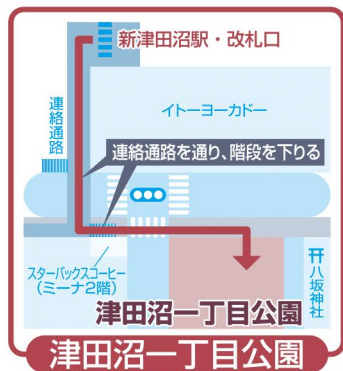 新津田沼駅・改札口
連絡通路
イトーヨーカドー
連絡通路を通り、階段を下りる
スターバックスコーヒー
(ミーナ2階)
八坂神社
津田沼一丁目公園
津田沼一丁目公園